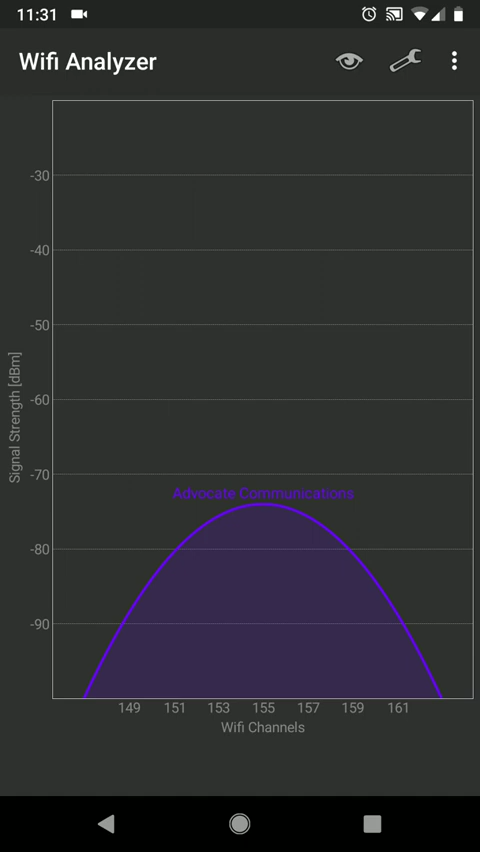 11:31
Wifi Analyzer
-30
-40
-50
-60
-70
-80
-90
Signal Strength [dBm]
Advocate Communications
149 151 153 155 157 159 161
Wifi Channels